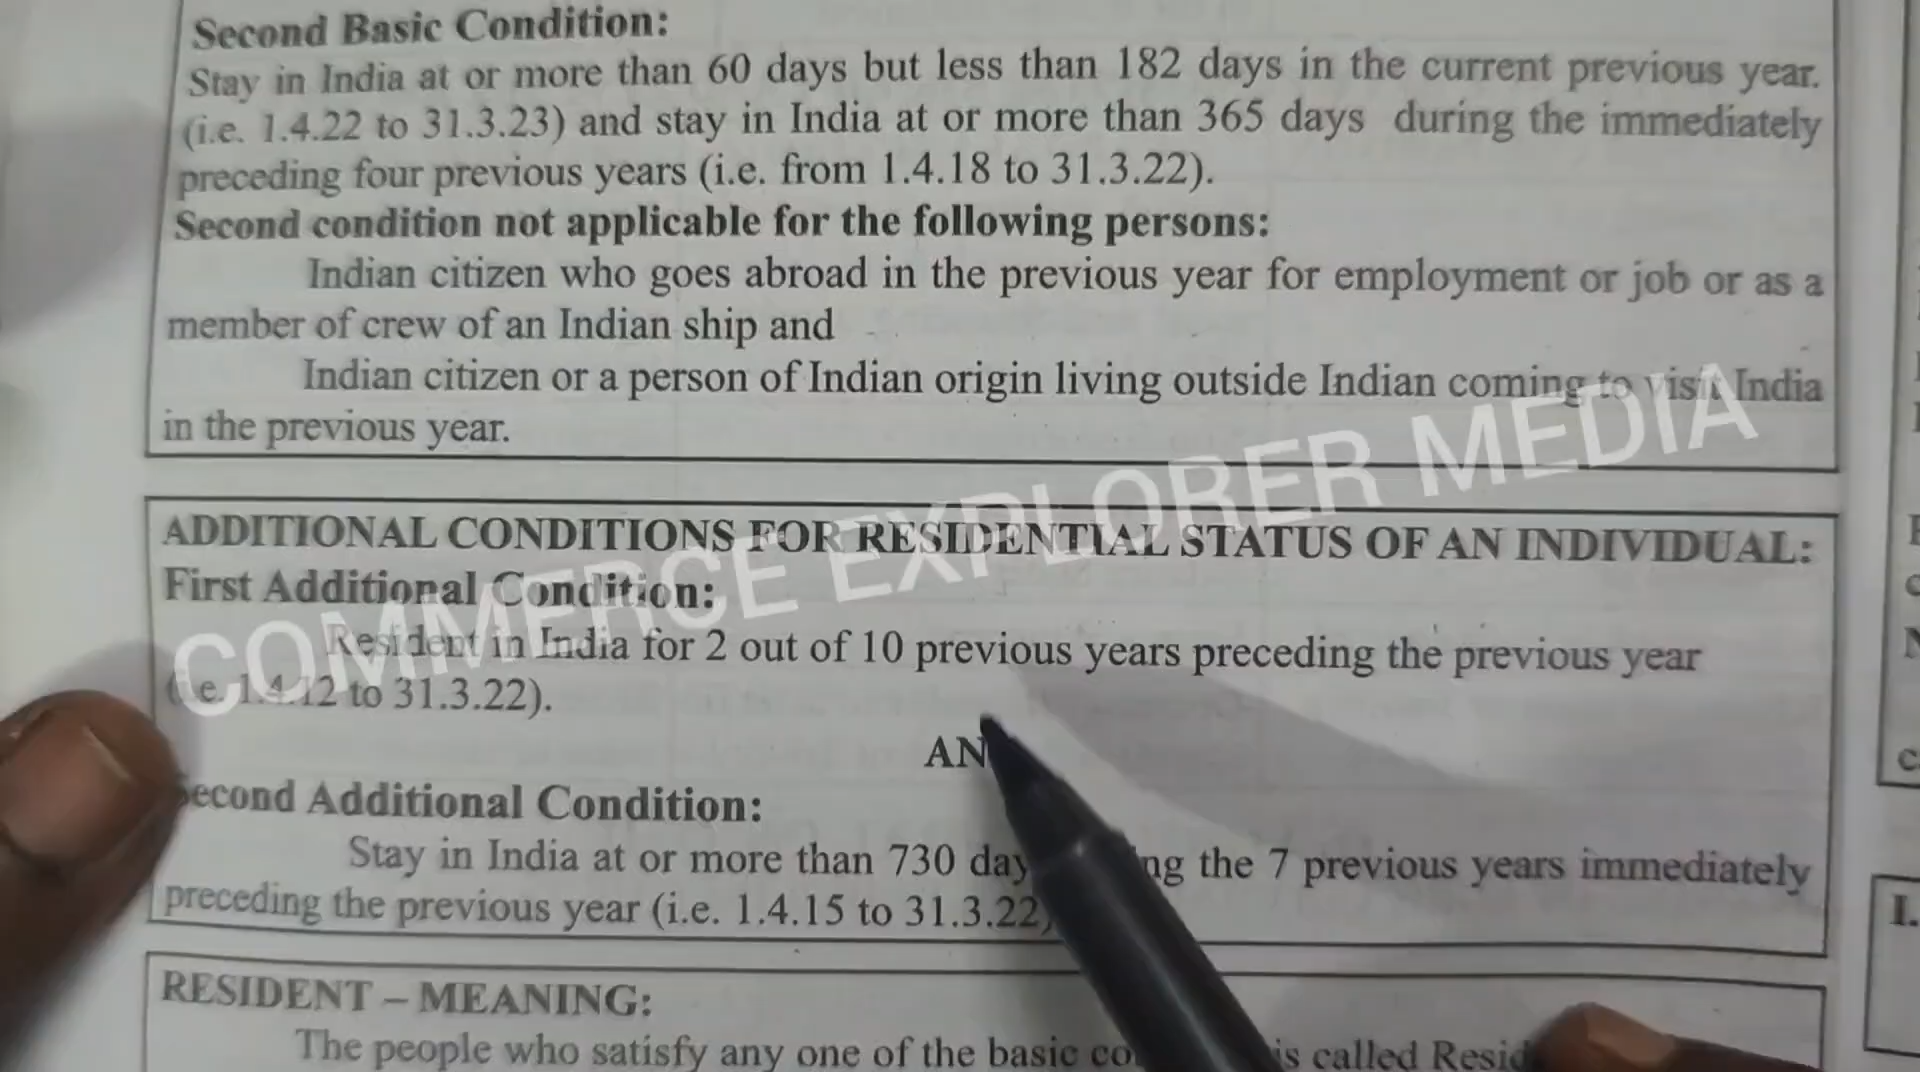 Second Basic Condition:
Stay in India at or more than 60 days but less than 182 days in the current previous year.
(i.e. 1.4.22 to 31.3.23) and stay in India at or more than 365 days during the immediately
preceding four previous years (i.e. from 1.4.18 to 31.3.22).
Second condition not applicable for the following persons:
Indian citizen who goes abroad in the previous year for employment or job or as a
member of crew of an Indian ship and
Indian citizen or a person of Indian origin living outside Indian coming to visit India
in the previous year.
COMMERCE EXPLORER MEDIA
ADDITIONAL CONDITIONS FOR RESIDENTIAL STATUS OF AN INDIVIDUAL:
First Additional Condition:
Resident in India for 2 out of 10 previous years preceding the previous year
(i.e. 1.4.12 to 31.3.22).
AN
Second Additional Condition:
Stay in India at or more than 730 day the 7 previous years immediately
preceding the previous year (i.e. 1.4.15 to 31.3.22)
RESIDENT – MEANING:
The people who satisfy any one of the basic is called
I.